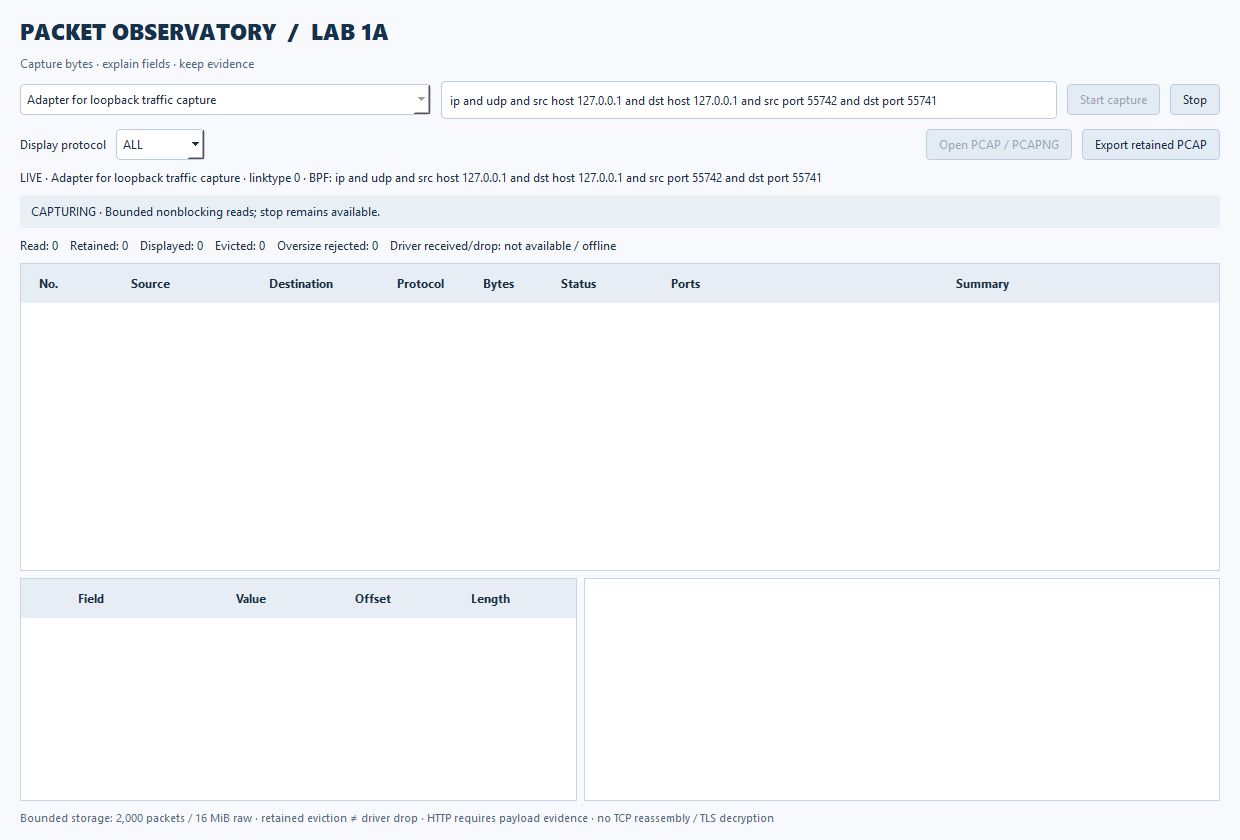 PACKET OBSERVATORY / LAB 1A
Capture bytes · explain fields · keep evidence
Adapter for loopback traffic capture
ip and udp and src host 127.0.0.1 and dst host 127.0.0.1 and src port 55742 and dst port 55741
Start capture
Stop
Display protocol
ALL
Open PCAP / PCAPNG
Export retained PCAP
LIVE · Adapter for loopback traffic capture · linktype 0 · BPF: ip and udp and src host 127.0.0.1 and dst host 127.0.0.1 and src port 55742 and dst port 55741
CAPTURING · Bounded nonblocking reads; stop remains available.
Read: 0 Retained: 0 Displayed: 0 Evicted: 0 Oversize rejected: 0 Driver received/drop: not available / offline
No. Source Destination Protocol Bytes Status Ports Summary
Field Value Offset Length
Bounded storage: 2,000 packets / 16 MiB raw · retained eviction ≠ driver drop · HTTP requires payload evidence · no TCP reassembly / TLS decryption